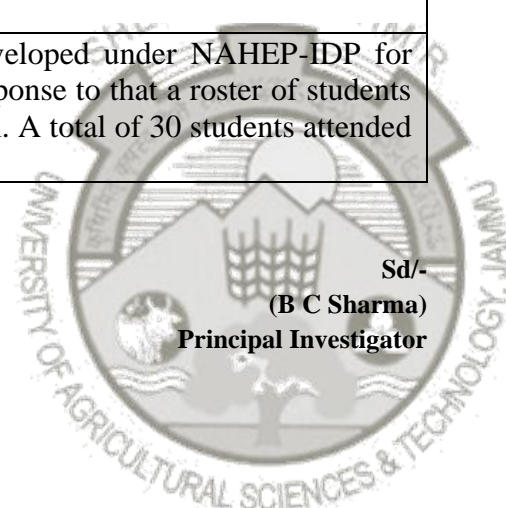 veloped under NAHEP-IDP for
ponse to that a roster of students
. A total of 30 students attended
Sd/-
(B C Sharma)
Principal Investigator
UNIVERSITY OF AGRICULTURAL SCIENCES & TECHNOLOGY, JAMMU